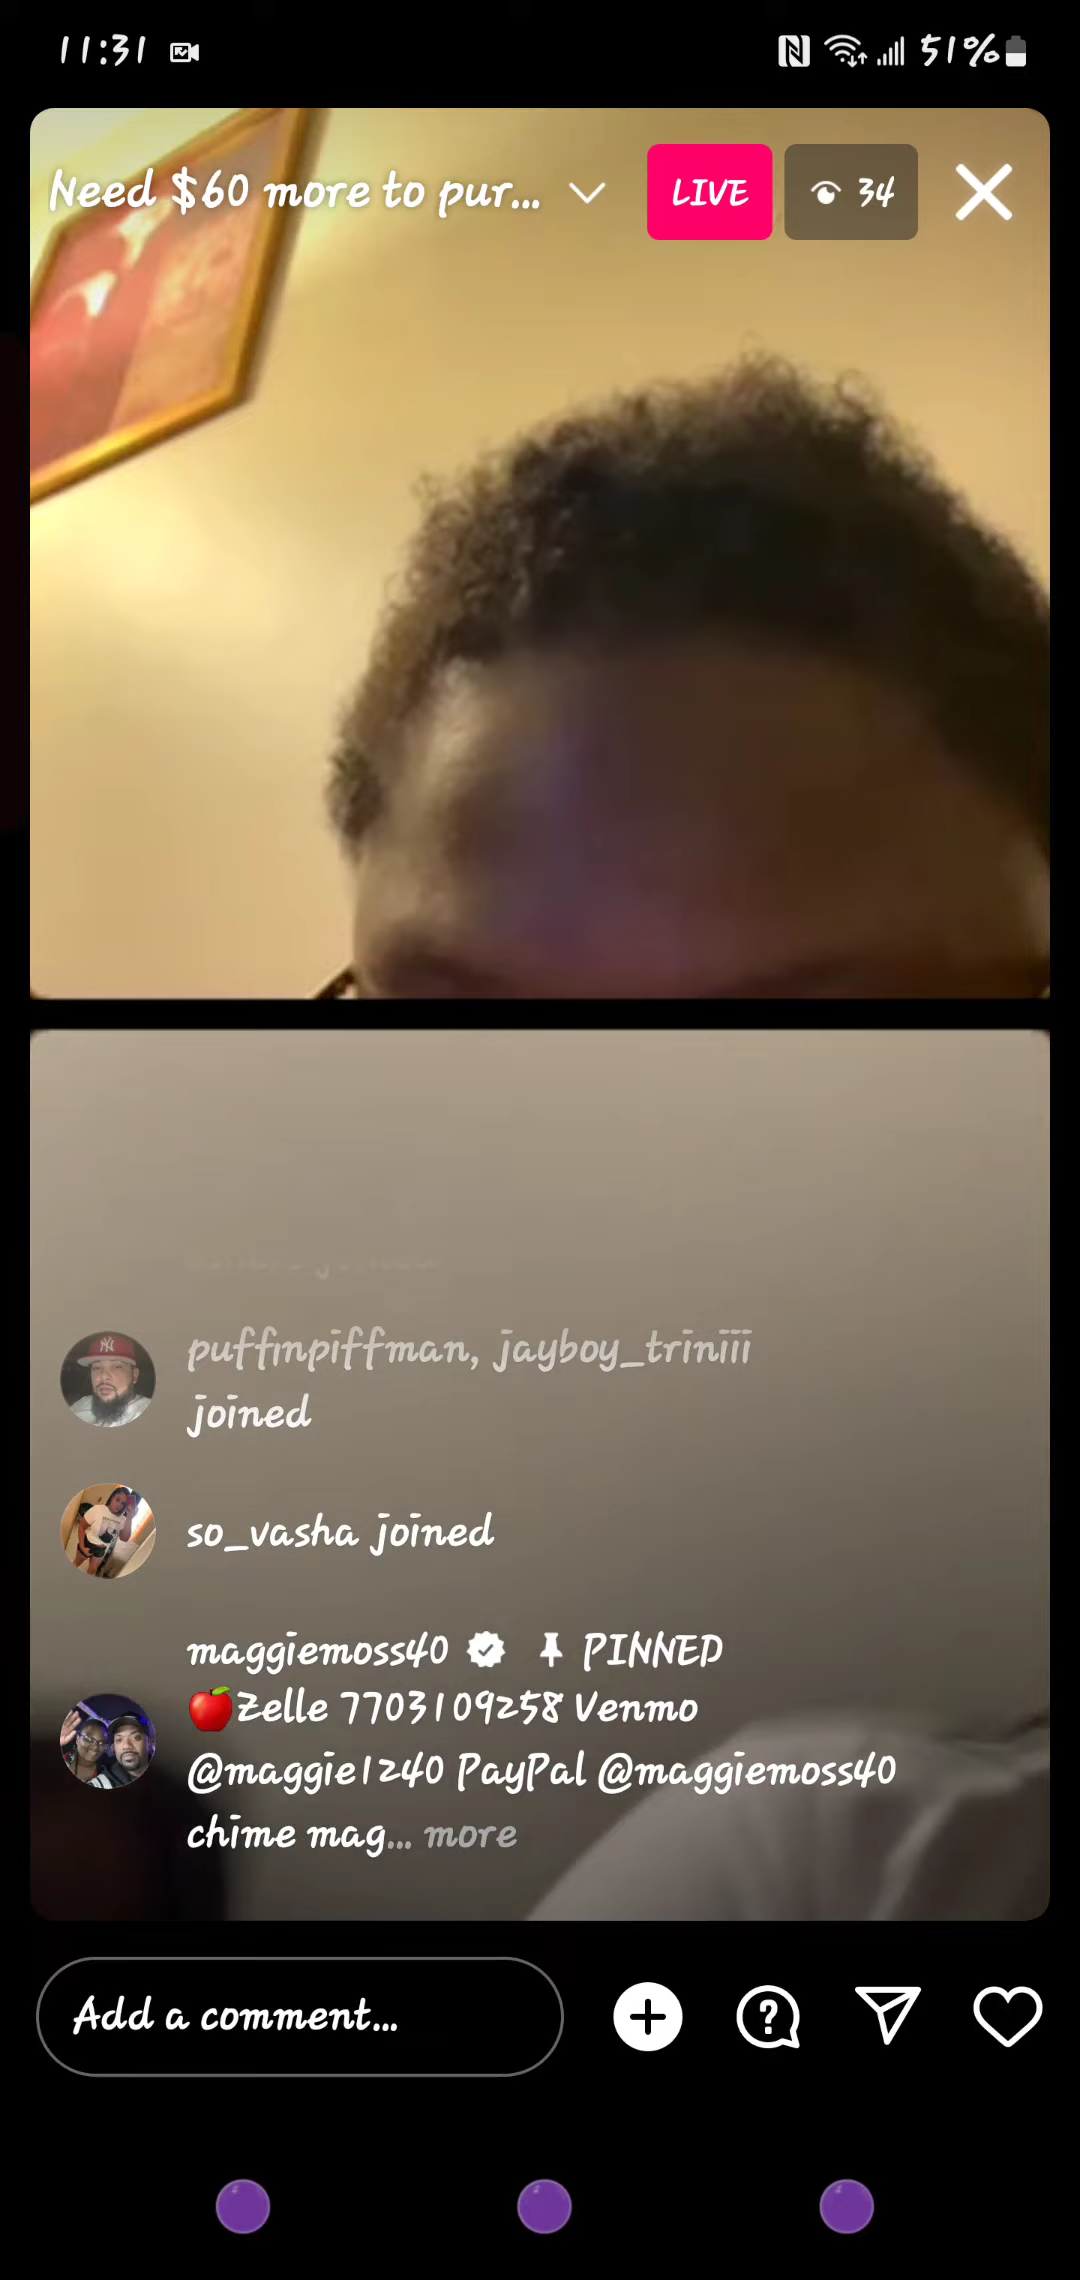 11:31
51%
Need $60 more to pur...
LIVE
34
puffinpiffman, jayboy_triniii
joined
so_vasha joined
maggiemoss40 PINNED
🍎Zelle 7703109258 Venmo
@maggie1240 PayPal @maggiemoss40
chime mag... more
Add a comment...